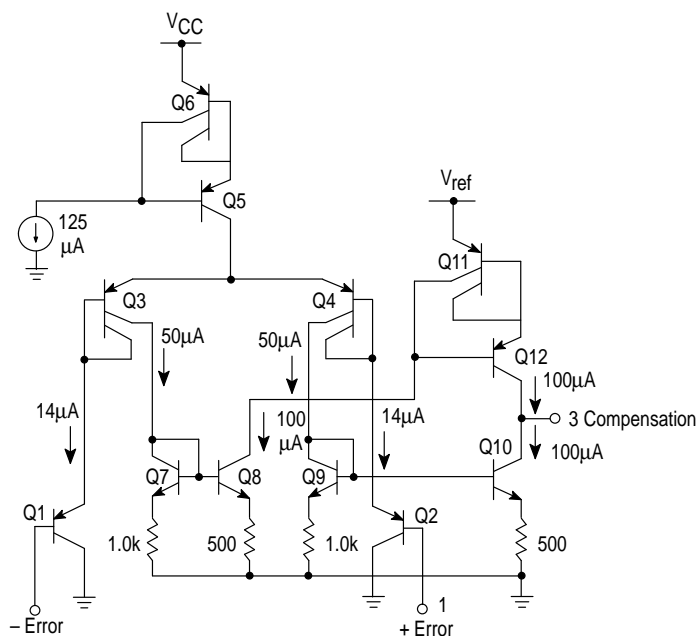 VCC
Q6
Q5
125
µA
Vref
Q11
Q3
Q4
Q12
50µA
50µA
100µA
3 Compensation
14µA
100
µA
14µA
100µA
Q10
Q7
Q8
Q9
Q1
Q2
1.0k
500
1.0k
500
– Error
1
+ Error